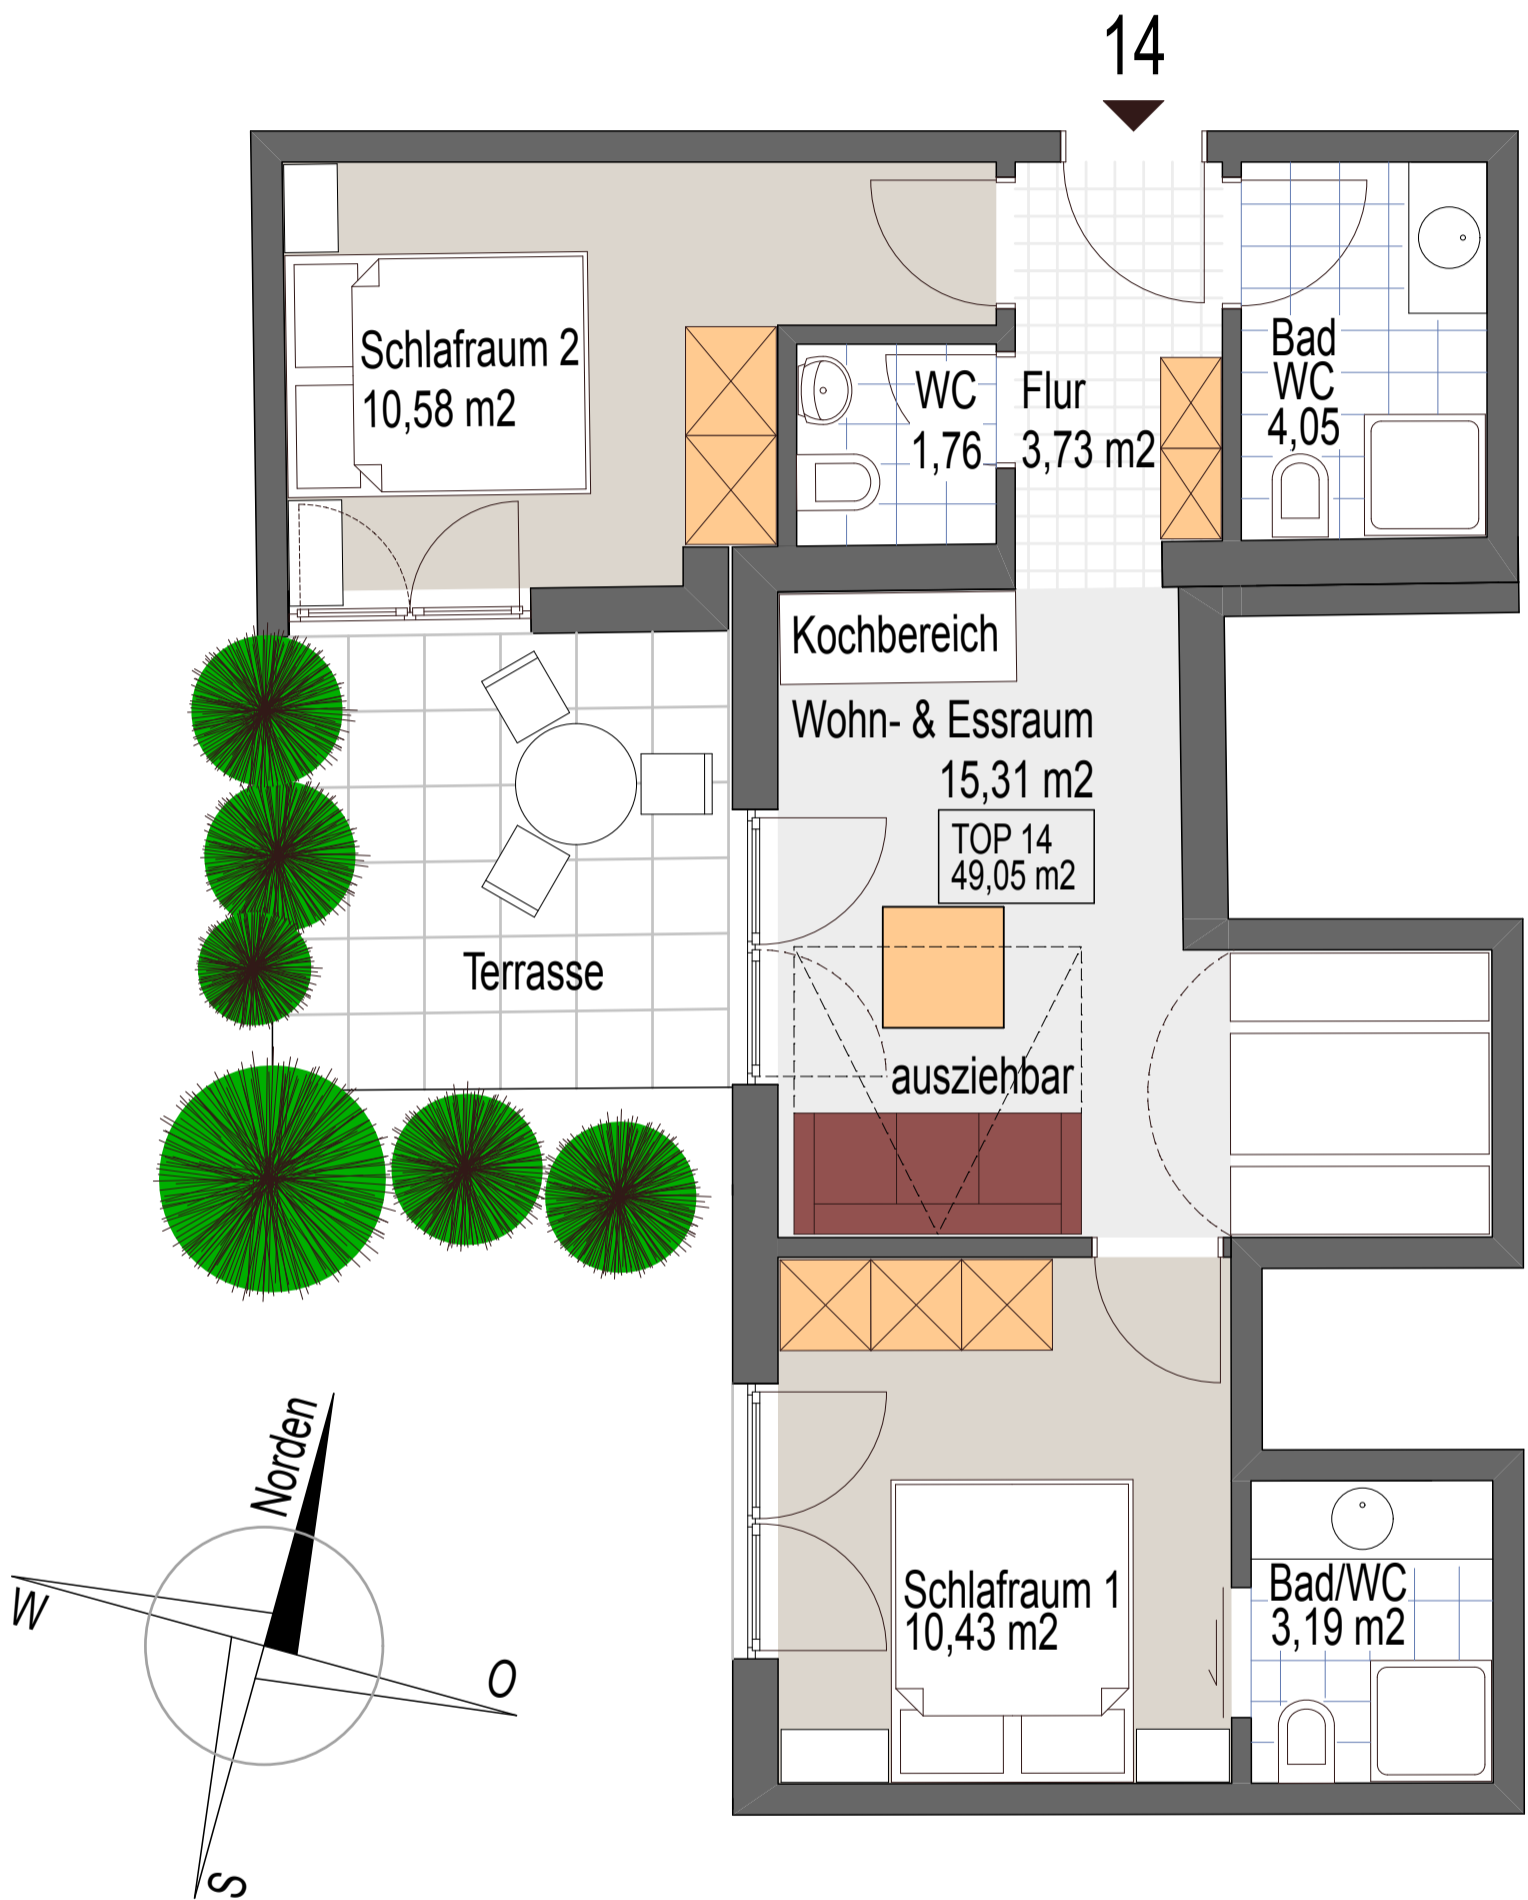 14
Schlafraum 2
10,58 m2
WC
1,76
Flur
3,73 m2
Bad
WC
4,05
Kochbereich
Wohn- & Essraum
15,31 m2
TOP 14
49,05 m2
Terrasse
ausziehbar
Schlafraum 1
10,43 m2
Bad/WC
3,19 m2
Norden
W
O
S